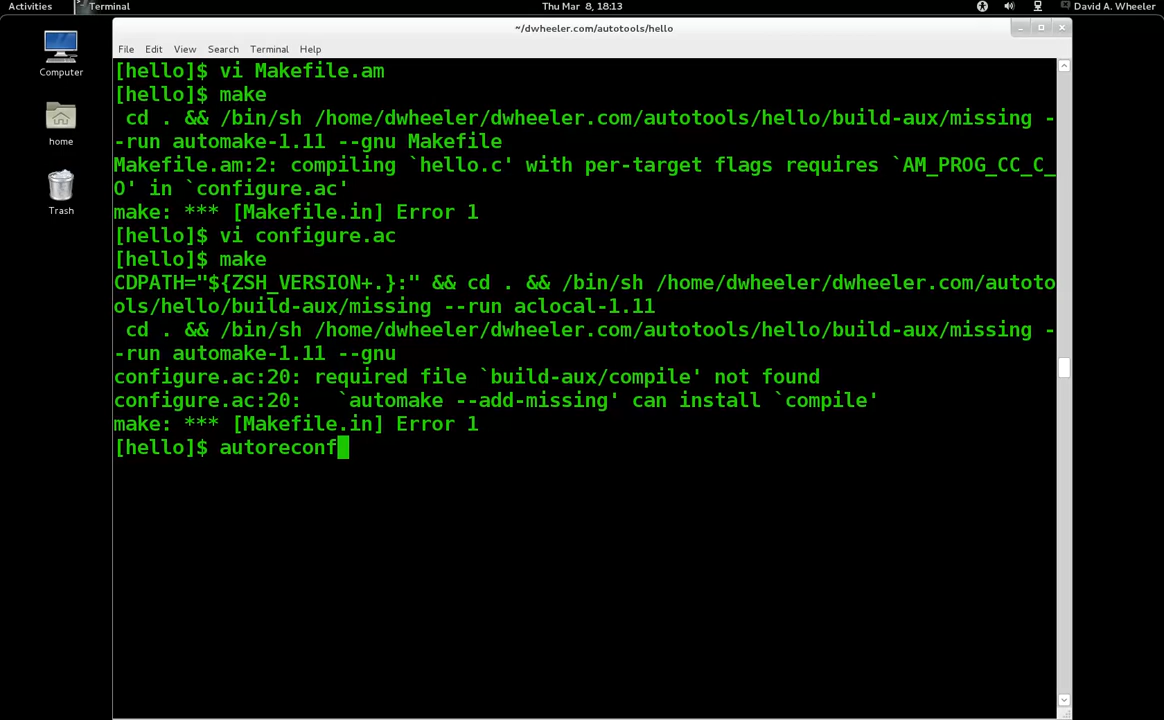 Activities
Terminal
Thu Mar  8, 18:13
David A. Wheeler
~/dwheeler.com/autotools/hello
File Edit View Search Terminal Help
Computer
home
Trash
[hello]$ vi Makefile.am
[hello]$ make
 cd . && /bin/sh /home/dwheeler/dwheeler.com/autotools/hello/build-aux/missing -
-run automake-1.11 --gnu Makefile
Makefile.am:2: compiling `hello.c' with per-target flags requires `AM_PROG_CC_C_
O' in `configure.ac'
make: *** [Makefile.in] Error 1
[hello]$ vi configure.ac
[hello]$ make
CDPATH="${ZSH_VERSION+.}:" && cd . && /bin/sh /home/dwheeler/dwheeler.com/autoto
ols/hello/build-aux/missing --run aclocal-1.11
 cd . && /bin/sh /home/dwheeler/dwheeler.com/autotools/hello/build-aux/missing -
-run automake-1.11 --gnu
configure.ac:20: required file `build-aux/compile' not found
configure.ac:20:   `automake --add-missing' can install `compile'
make: *** [Makefile.in] Error 1
[hello]$ autoreconf